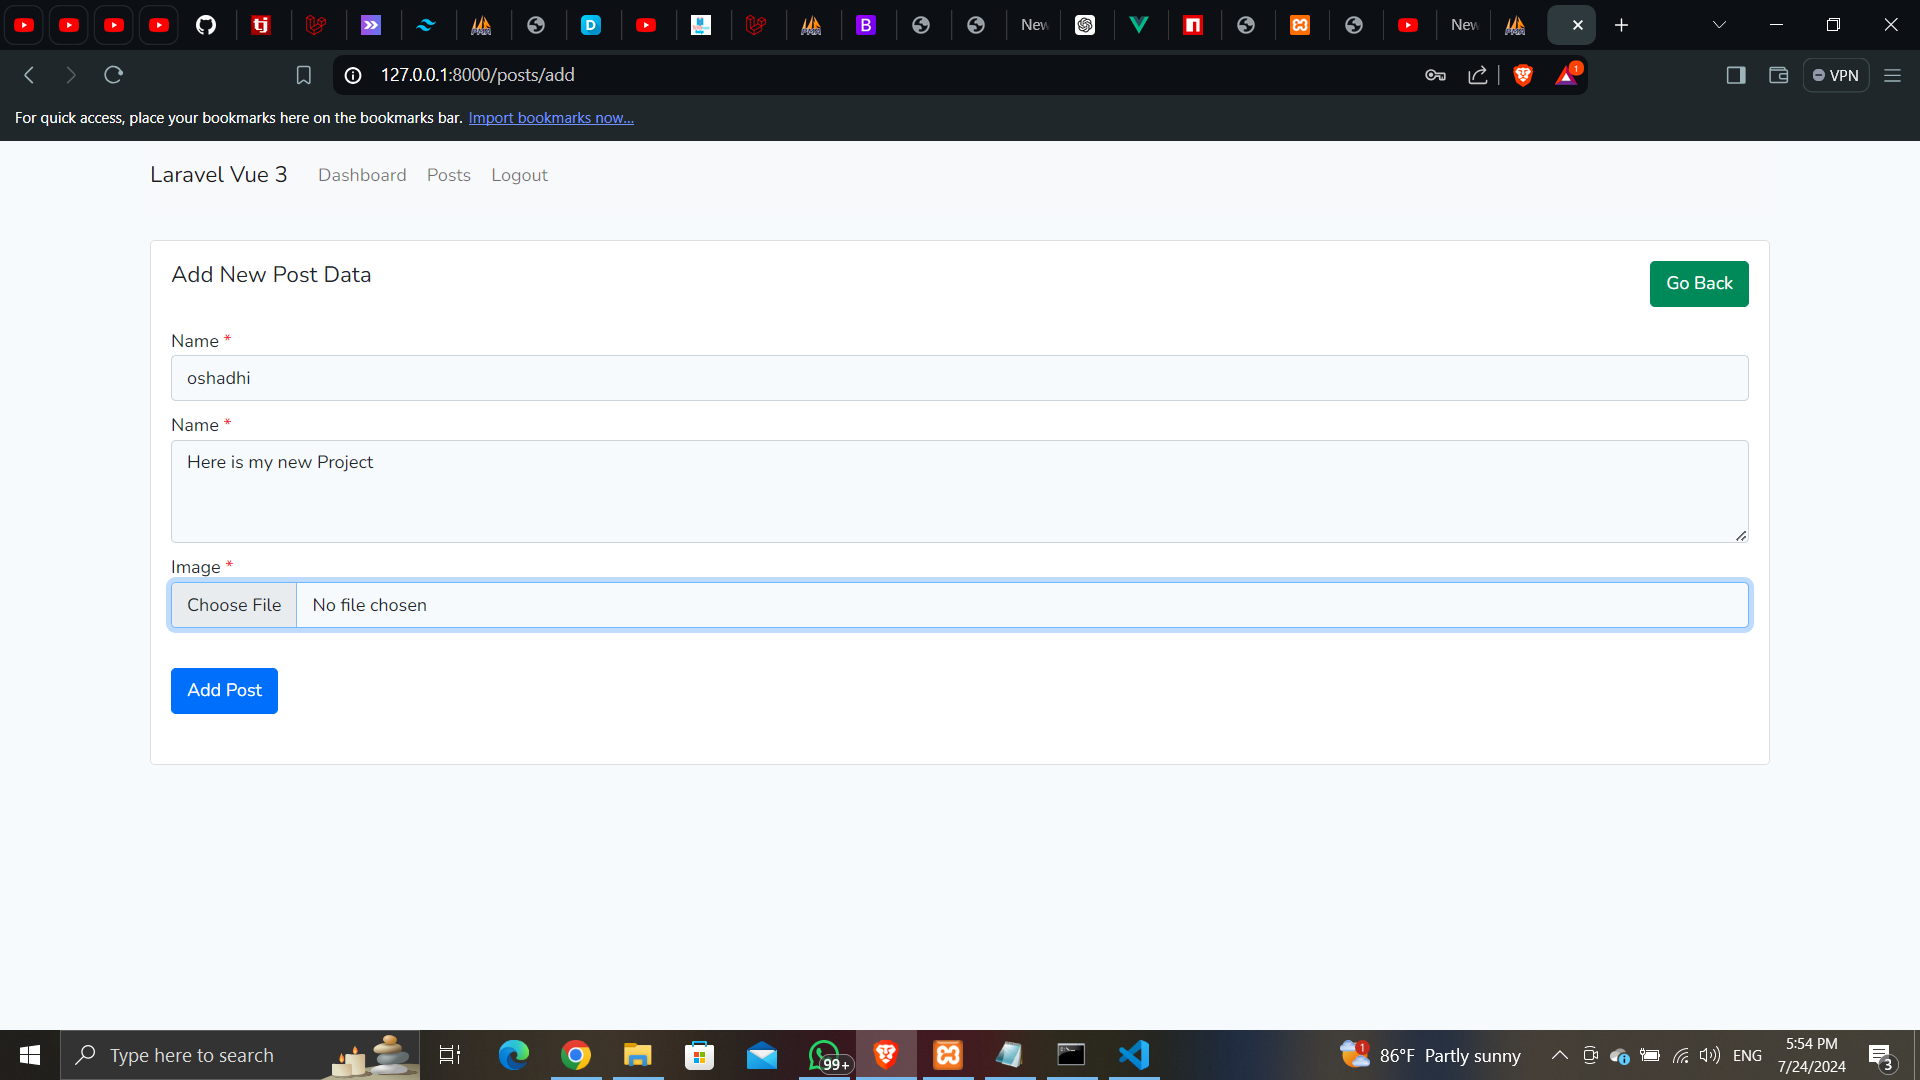 tj
D
B
New
New
1
127.0.0.1:8000/posts/add
VPN
For quick access, place your bookmarks here on the bookmarks bar. Import bookmarks now...
Laravel Vue 3 Dashboard Posts Logout
Add New Post Data
Go Back
Name *
oshadhi
Name *
Here is my new Project
Image *
Choose File No file chosen
Add Post
Type here to search
99+
1
86°F Partly sunny
ENG
5:54 PM
7/24/2024
3